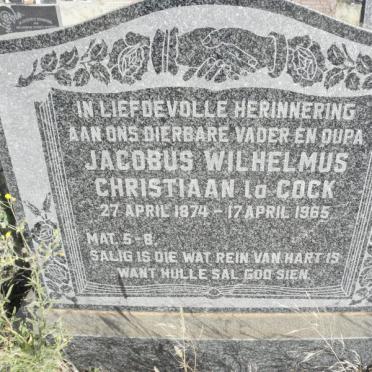 IN LIEFDEVOLLE HERINNERING
AAN ONS DIERBARE VADER EN OUPA
JACOBUS WILHELMUS
CHRISTIAAN la COCK
27 APRIL 1874 – 17 APRIL 1965
MAT. 5-8.
SALIG IS DIE WAT REIN VAN HART IS
WANT HULLE SAL GOD SIEN.